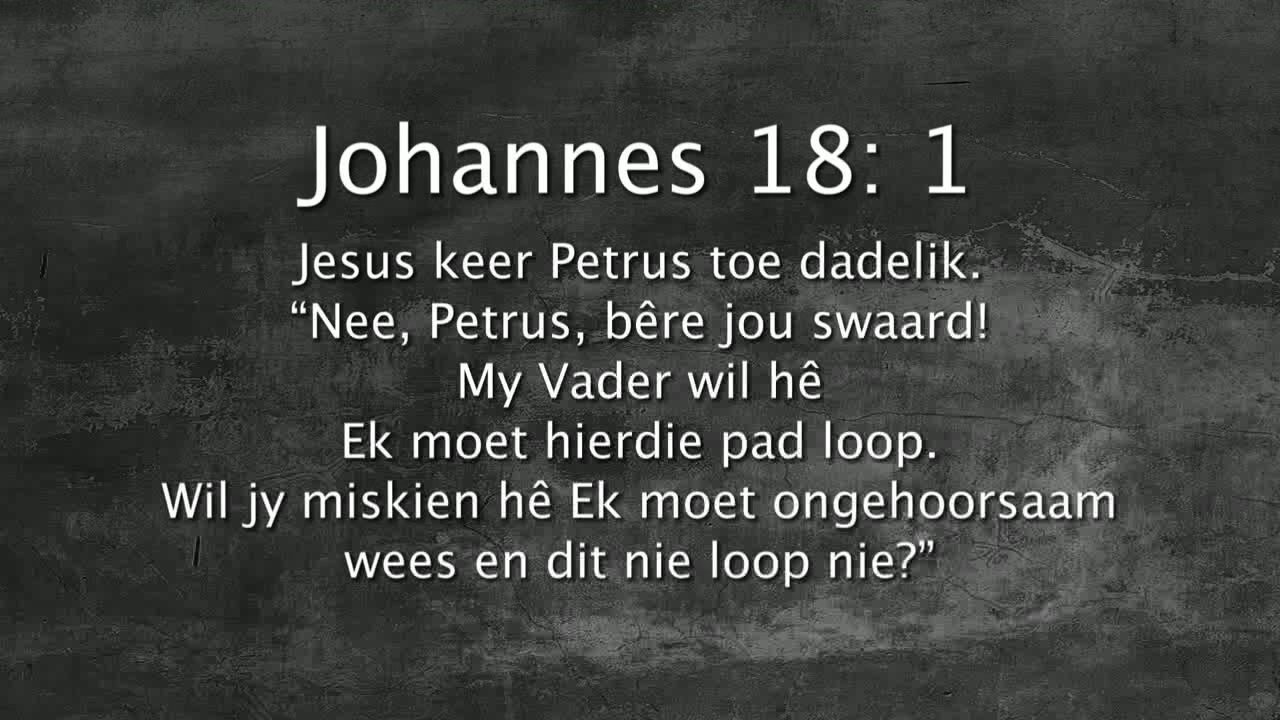 Johannes 18: 1
Jesus keer Petrus toe dadelik.
“Nee, Petrus, bêre jou swaard!
My Vader wil hê
Ek moet hierdie pad loop.
Wil jy miskien hê Ek moet ongehoorsaam
wees en dit nie loop nie?”